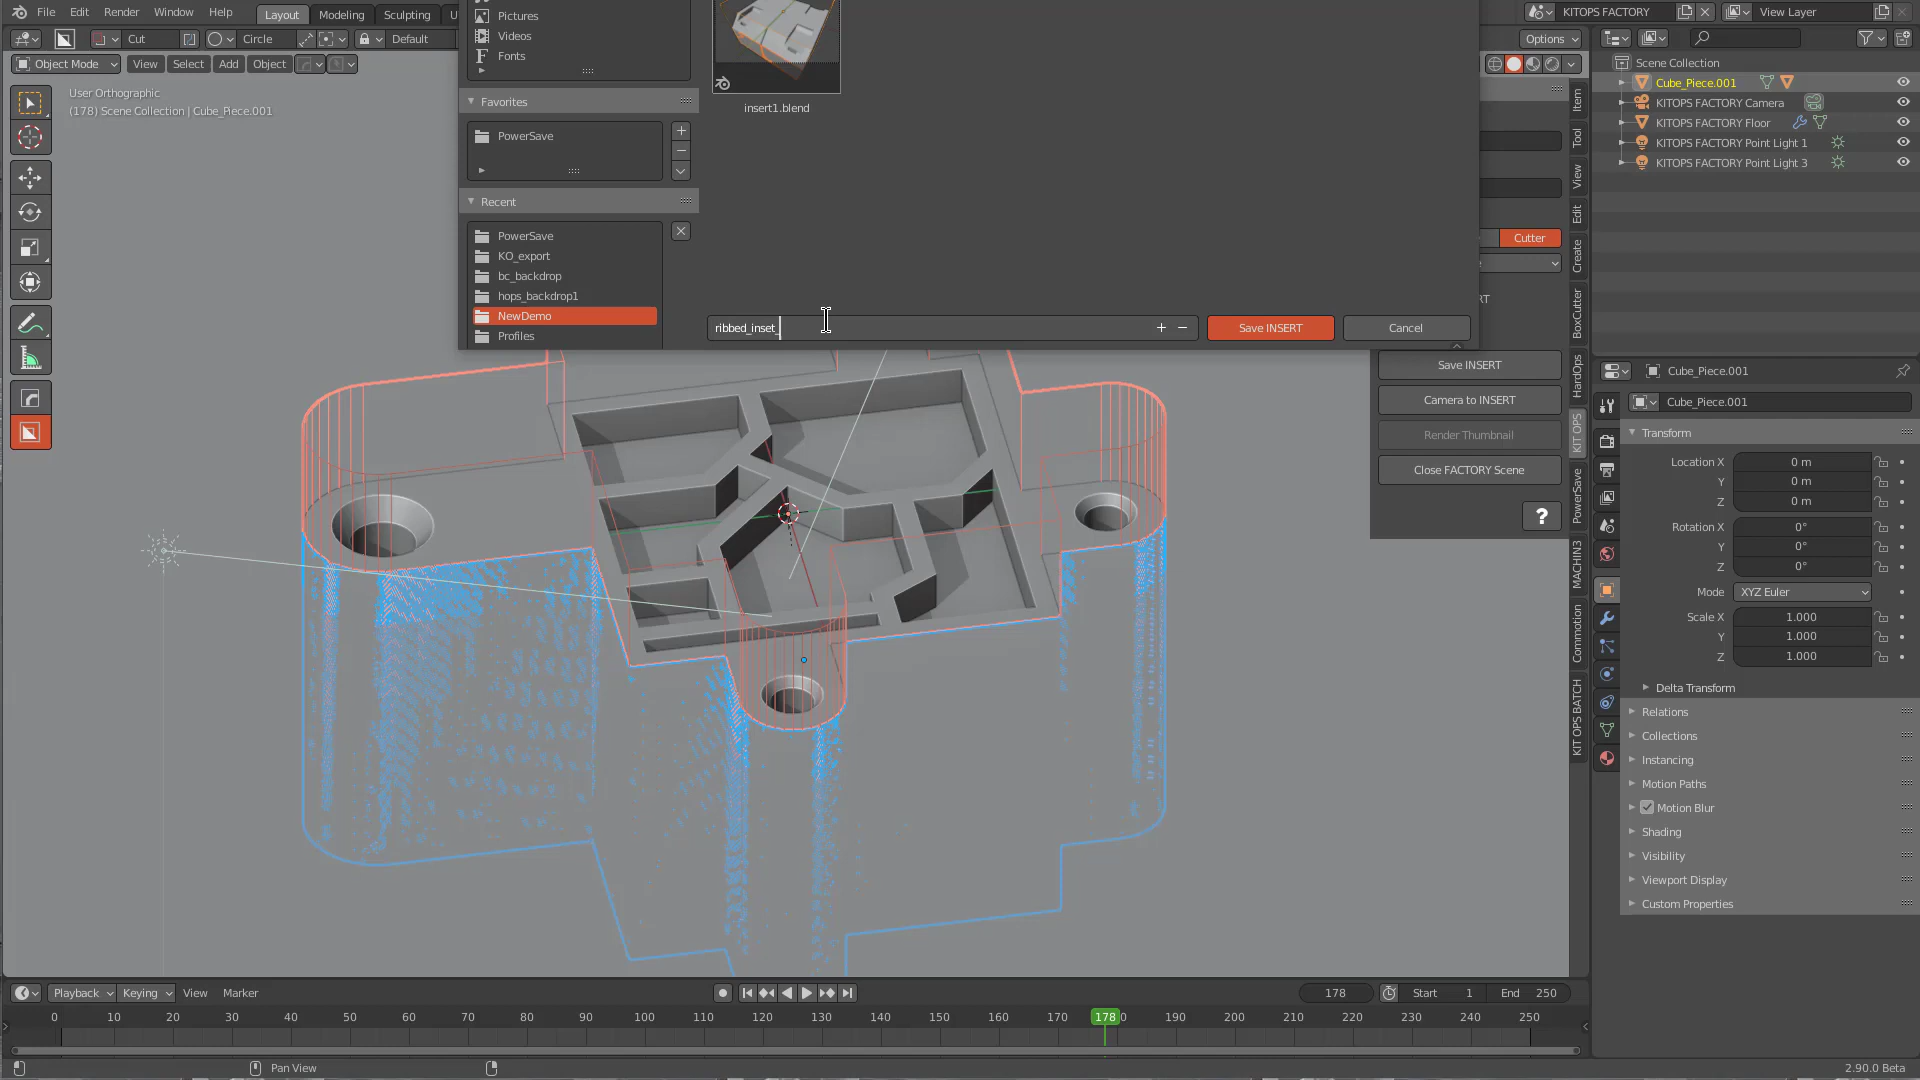 File Edit Render Window Help Layout Modeling Sculpting U
KITOPS FACTORY View Layer
Cut Circle Default
Options
Object Mode View Select Add Object
User Orthographic
(178) Scene Collection | Cube_Piece.001
Pictures
Videos
Fonts
Favorites
PowerSave
Recent
PowerSave
KO_export
bc_backdrop
hops_backdrop1
NewDemo
Profiles
insert1.blend
ribbed_inset_
Save INSERT
Cancel
Cutter
RT
Save INSERT
Camera to INSERT
Render Thumbnail
Close FACTORY Scene
?
Item
Tool
View
Edit
Create
BoxCutter
HardOps
KIT OPS
PowerSave
MACHIN3
Commotion
KIT OPS BATCH
Scene Collection
Cube_Piece.001
KITOPS FACTORY Camera
KITOPS FACTORY Floor
KITOPS FACTORY Point Light 1
KITOPS FACTORY Point Light 3
Cube_Piece.001
Cube_Piece.001
Transform
Location X 0 m
Y 0 m
Z 0 m
Rotation X 0°
Y 0°
Z 0°
Mode XYZ Euler
Scale X 1.000
Y 1.000
Z 1.000
Delta Transform
Relations
Collections
Instancing
Motion Paths
Motion Blur
Shading
Visibility
Viewport Display
Custom Properties
Playback Keying View Marker
178 Start 1 End 250
0 10 20 30 40 50 60 70 80 90 100 110 120 130 140 150 160 170 178 0 190 200 210 220 230 240 250
Pan View
2.90.0 Beta